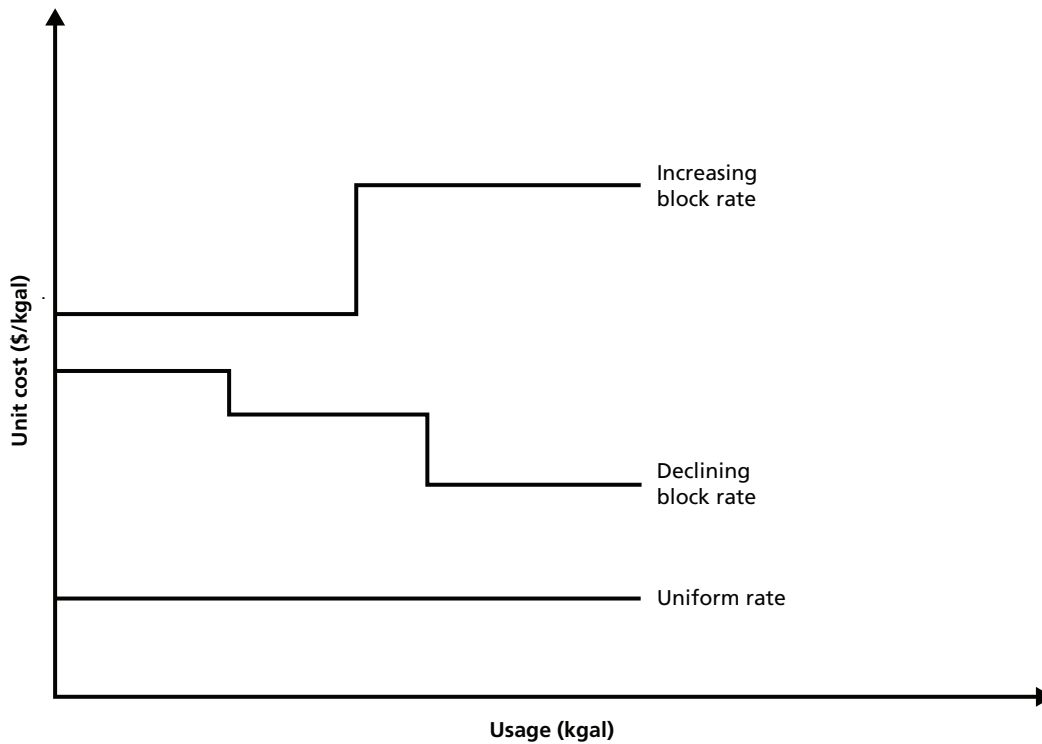 Increasing
block rate
Unit cost ($/kgal)
Declining
block rate
Uniform rate
Usage (kgal)